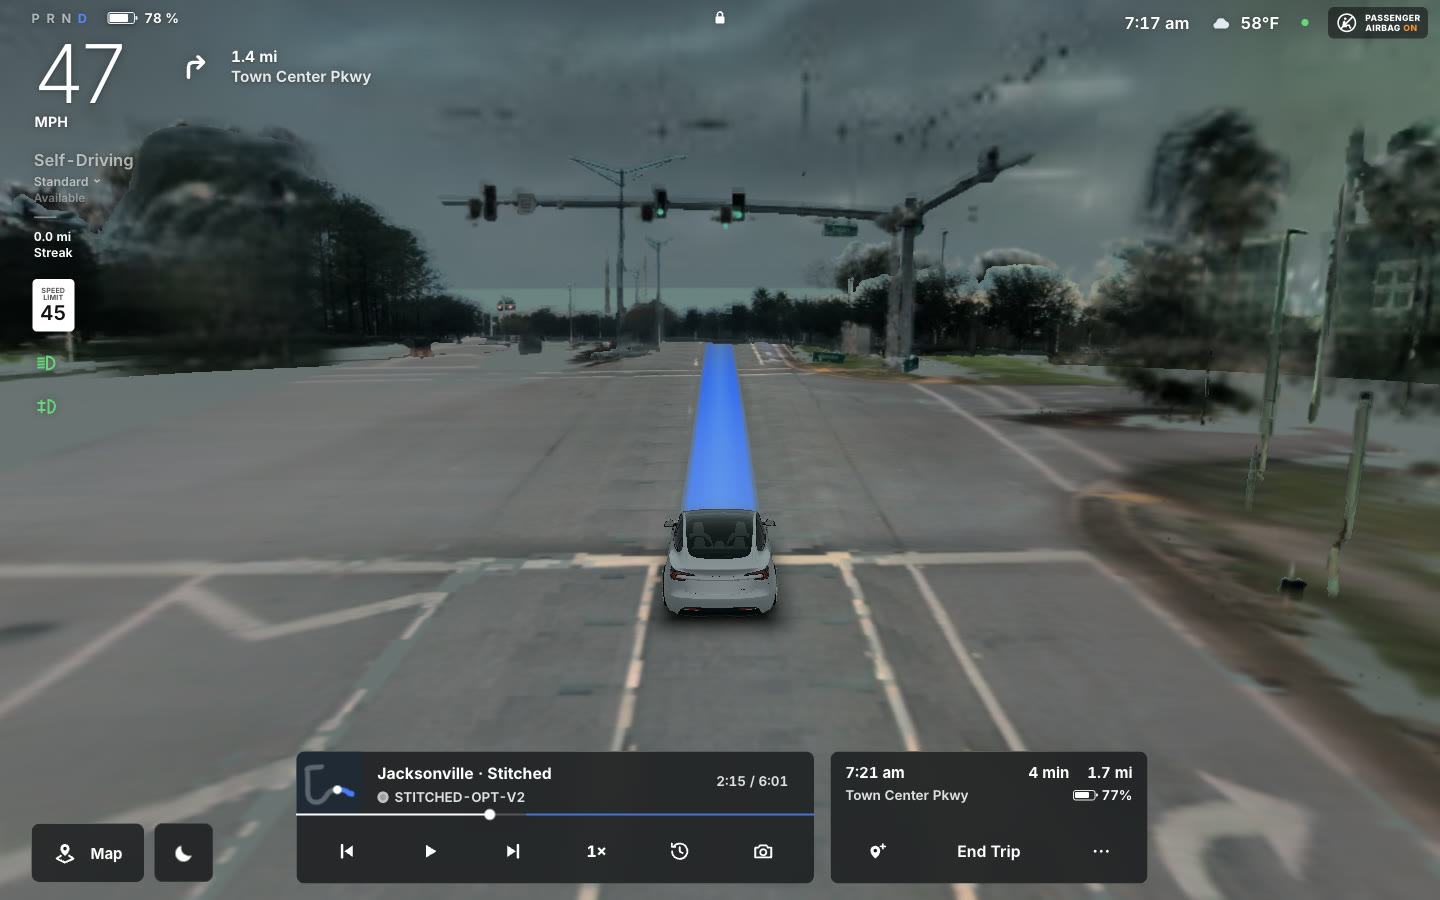 P R N D
78 %
7:17 am
58°F
PASSENGER
AIRBAG ON
47
MPH
1.4 mi
Town Center Pkwy
Self-Driving
Standard
Available
0.0 mi
Streak
SPEED
LIMIT
45
Jacksonville · Stitched
STITCHED-OPT-V2
2:15 / 6:01
1×
7:21 am
4 min
1.7 mi
Town Center Pkwy
77%
End Trip
Map